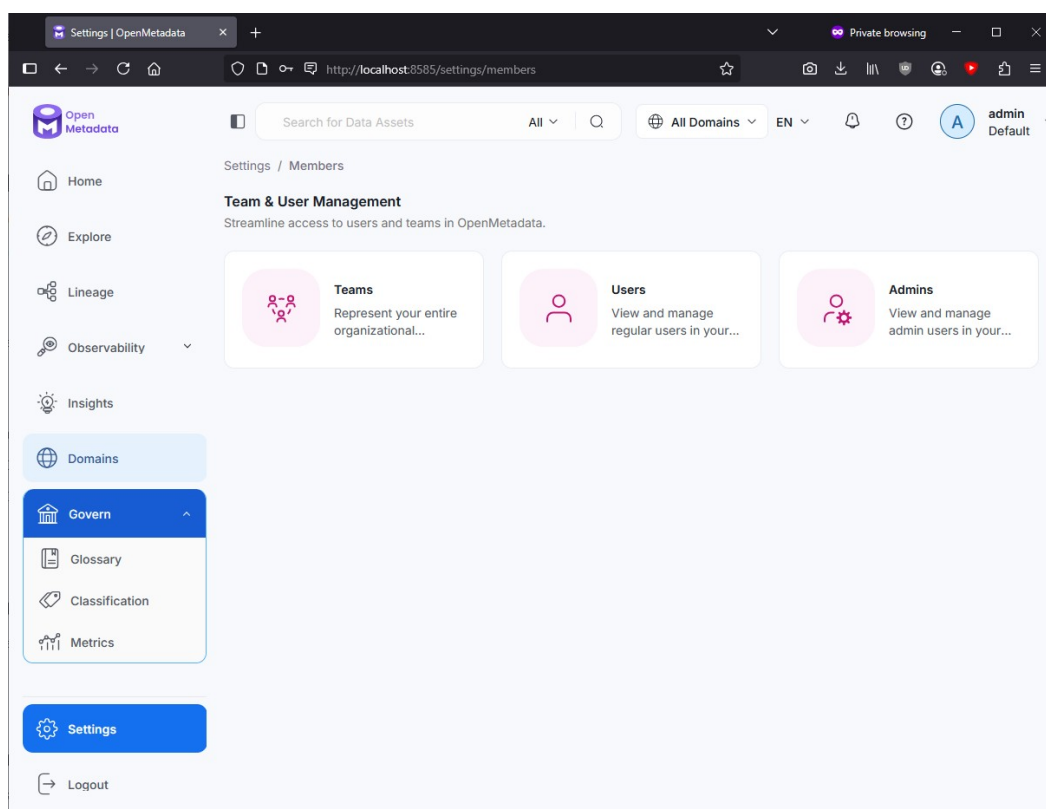 Settings | OpenMetadata
Private browsing
http://localhost:8585/settings/members
Open
Metadata
Search for Data Assets
All
All Domains
EN
A
admin
Default
Home
Explore
Lineage
Observability
Insights
Domains
Govern
Glossary
Classification
Metrics
Settings
Logout
Settings / Members
Team & User Management
Streamline access to users and teams in OpenMetadata.
Teams
Represent your entire
organizational...
Users
View and manage
regular users in your...
Admins
View and manage
admin users in your...